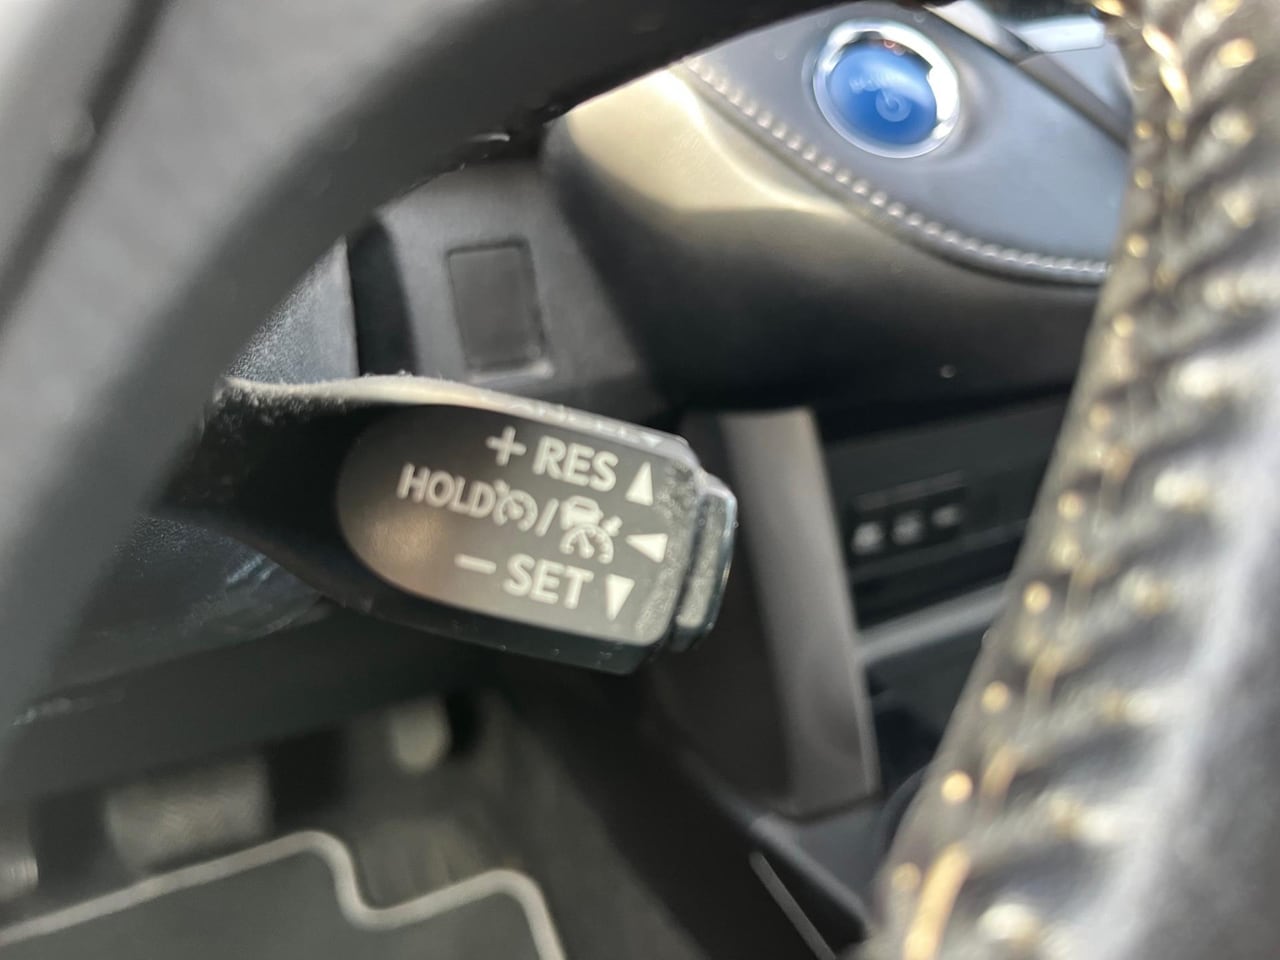 + RES
HOLD /
– SET